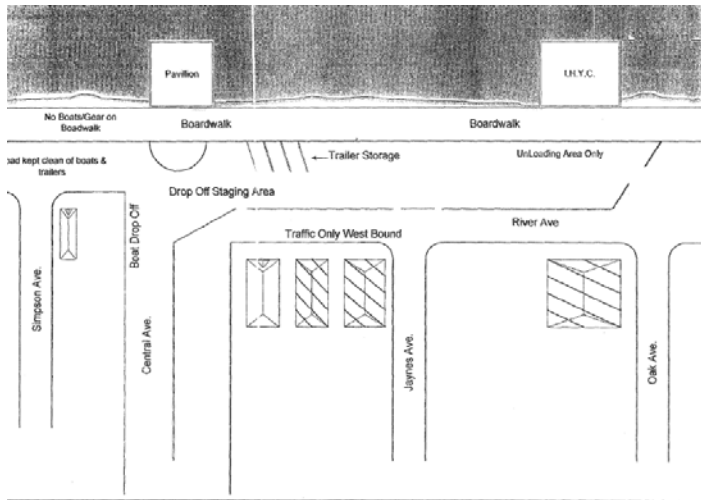 Pavillion
I.H.Y.C.
No Boats/Gear on
Boadwalk
Boardwalk
Boardwalk
Trailer Storage
UnLoading Area Only
oad kept clean of boats &
trailers
Drop Off Staging Area
River Ave
Traffic Only West Bound
Boat Drop Off
Simpson Ave.
Central Ave.
Jaynes Ave.
Oak Ave.